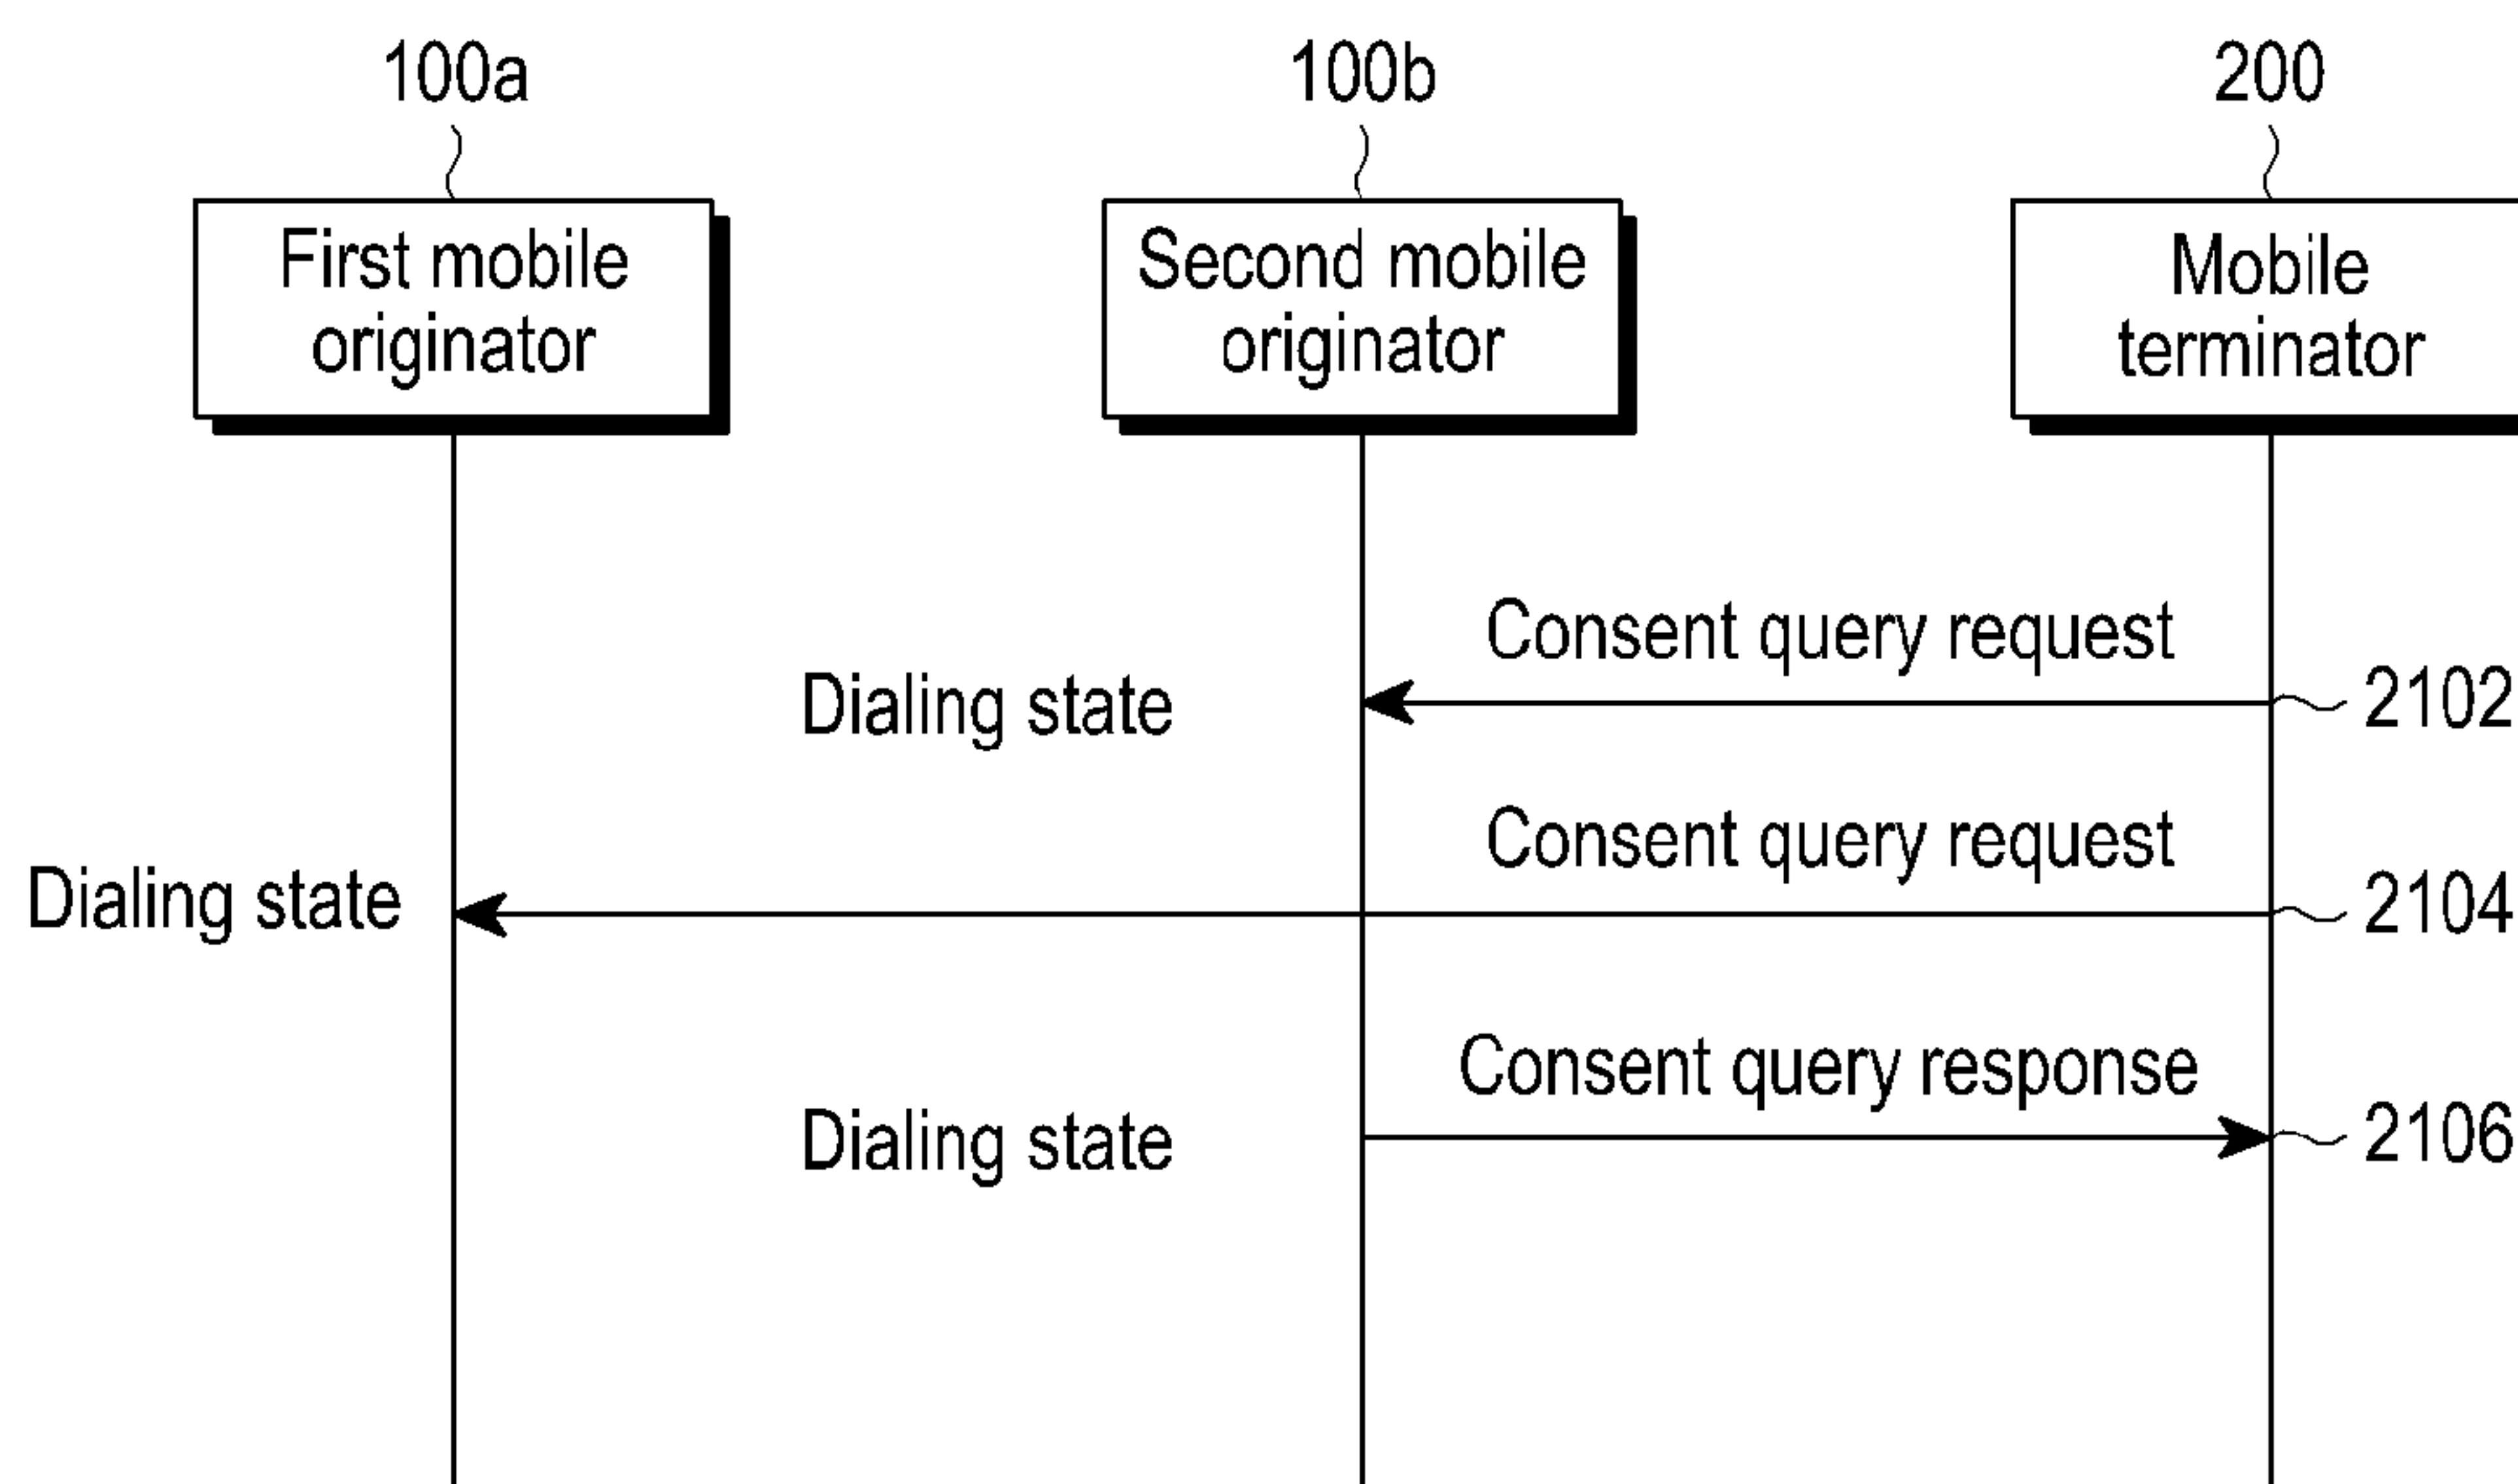 100a
100b
200
First mobile
originator
Second mobile
originator
Mobile
terminator
Consent query request
Dialing state
2102
Consent query request
Dialing state
2104
Consent query response
Dialing state
2106